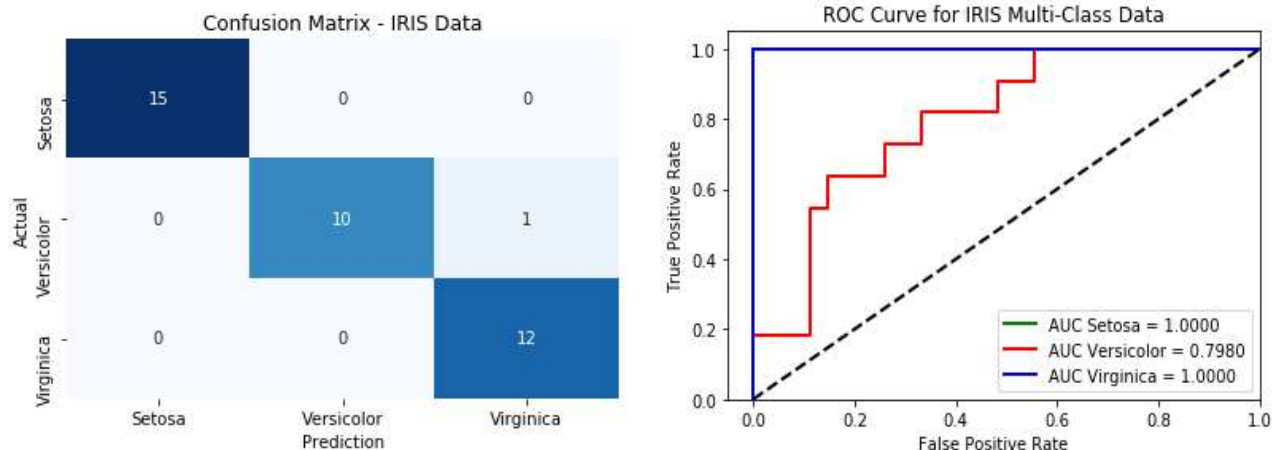 Confusion Matrix - IRIS Data
Setosa
15 0 0
Actual
Versicolor
0 10 1
Virginica
0 0 12
Setosa Versicolor Virginica
Prediction
ROC Curve for IRIS Multi-Class Data
True Positive Rate
1.0
0.8
0.6
0.4
0.2
0.0
AUC Setosa = 1.0000
AUC Versicolor = 0.7980
AUC Virginica = 1.0000
0.0 0.2 0.4 0.6 0.8 1.0
False Positive Rate